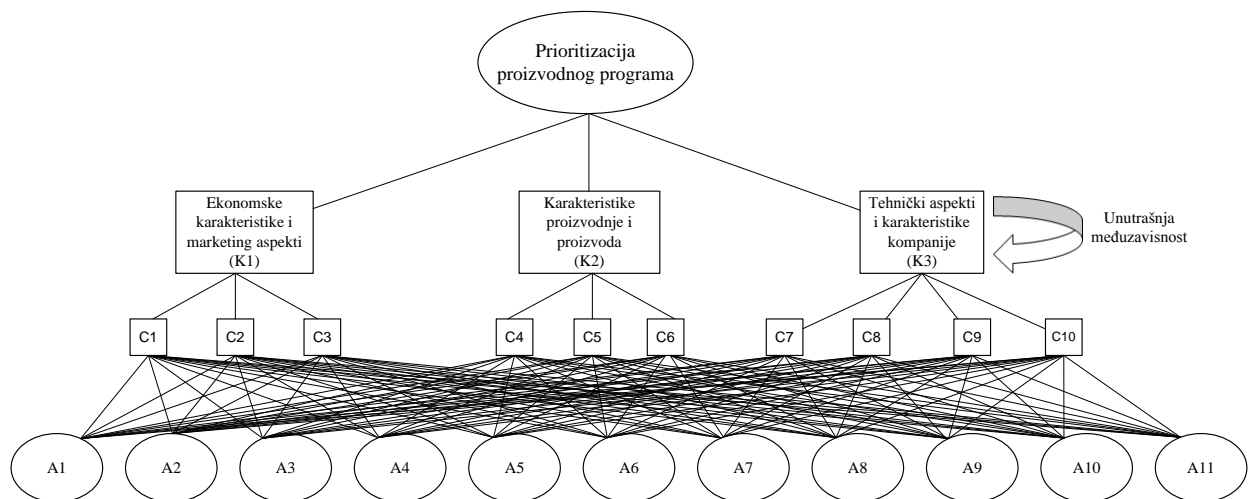 Prioritizacija
proizvodnog programa
Ekonomske
karakteristike i
marketing aspekti
(K1)
Karakteristike
proizvodnje i
proizvoda
(K2)
Tehnički aspekti
i karakteristike
kompanije
(K3)
Unutrašnja
međuzavisnost
C1
C2
C3
C4
C5
C6
C7
C8
C9
C10
A1
A2
A3
A4
A5
A6
A7
A8
A9
A10
A11